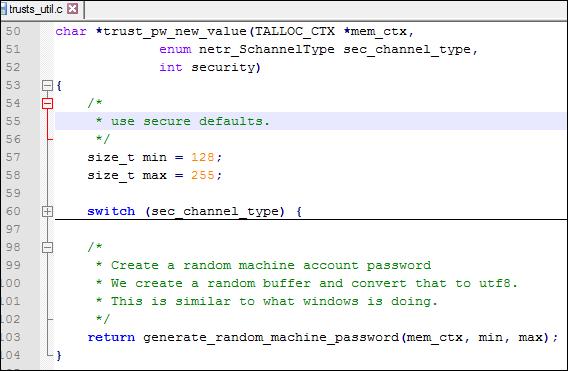 trusts_util.c
50 char *trust_pw_new_value(TALLOC_CTX *mem_ctx,
51 enum netr_SchannelType sec_channel_type,
52 int security)
53 {
54 /*
55 * use secure defaults.
56 */
57 size_t min = 128;
58 size_t max = 255;
59
60 switch (sec_channel_type) {
97
98 /*
99 * Create a random machine account password
100 * We create a random buffer and convert that to utf8.
101 * This is similar to what windows is doing.
102 */
103 return generate_random_machine_password(mem_ctx, min, max);
104 }